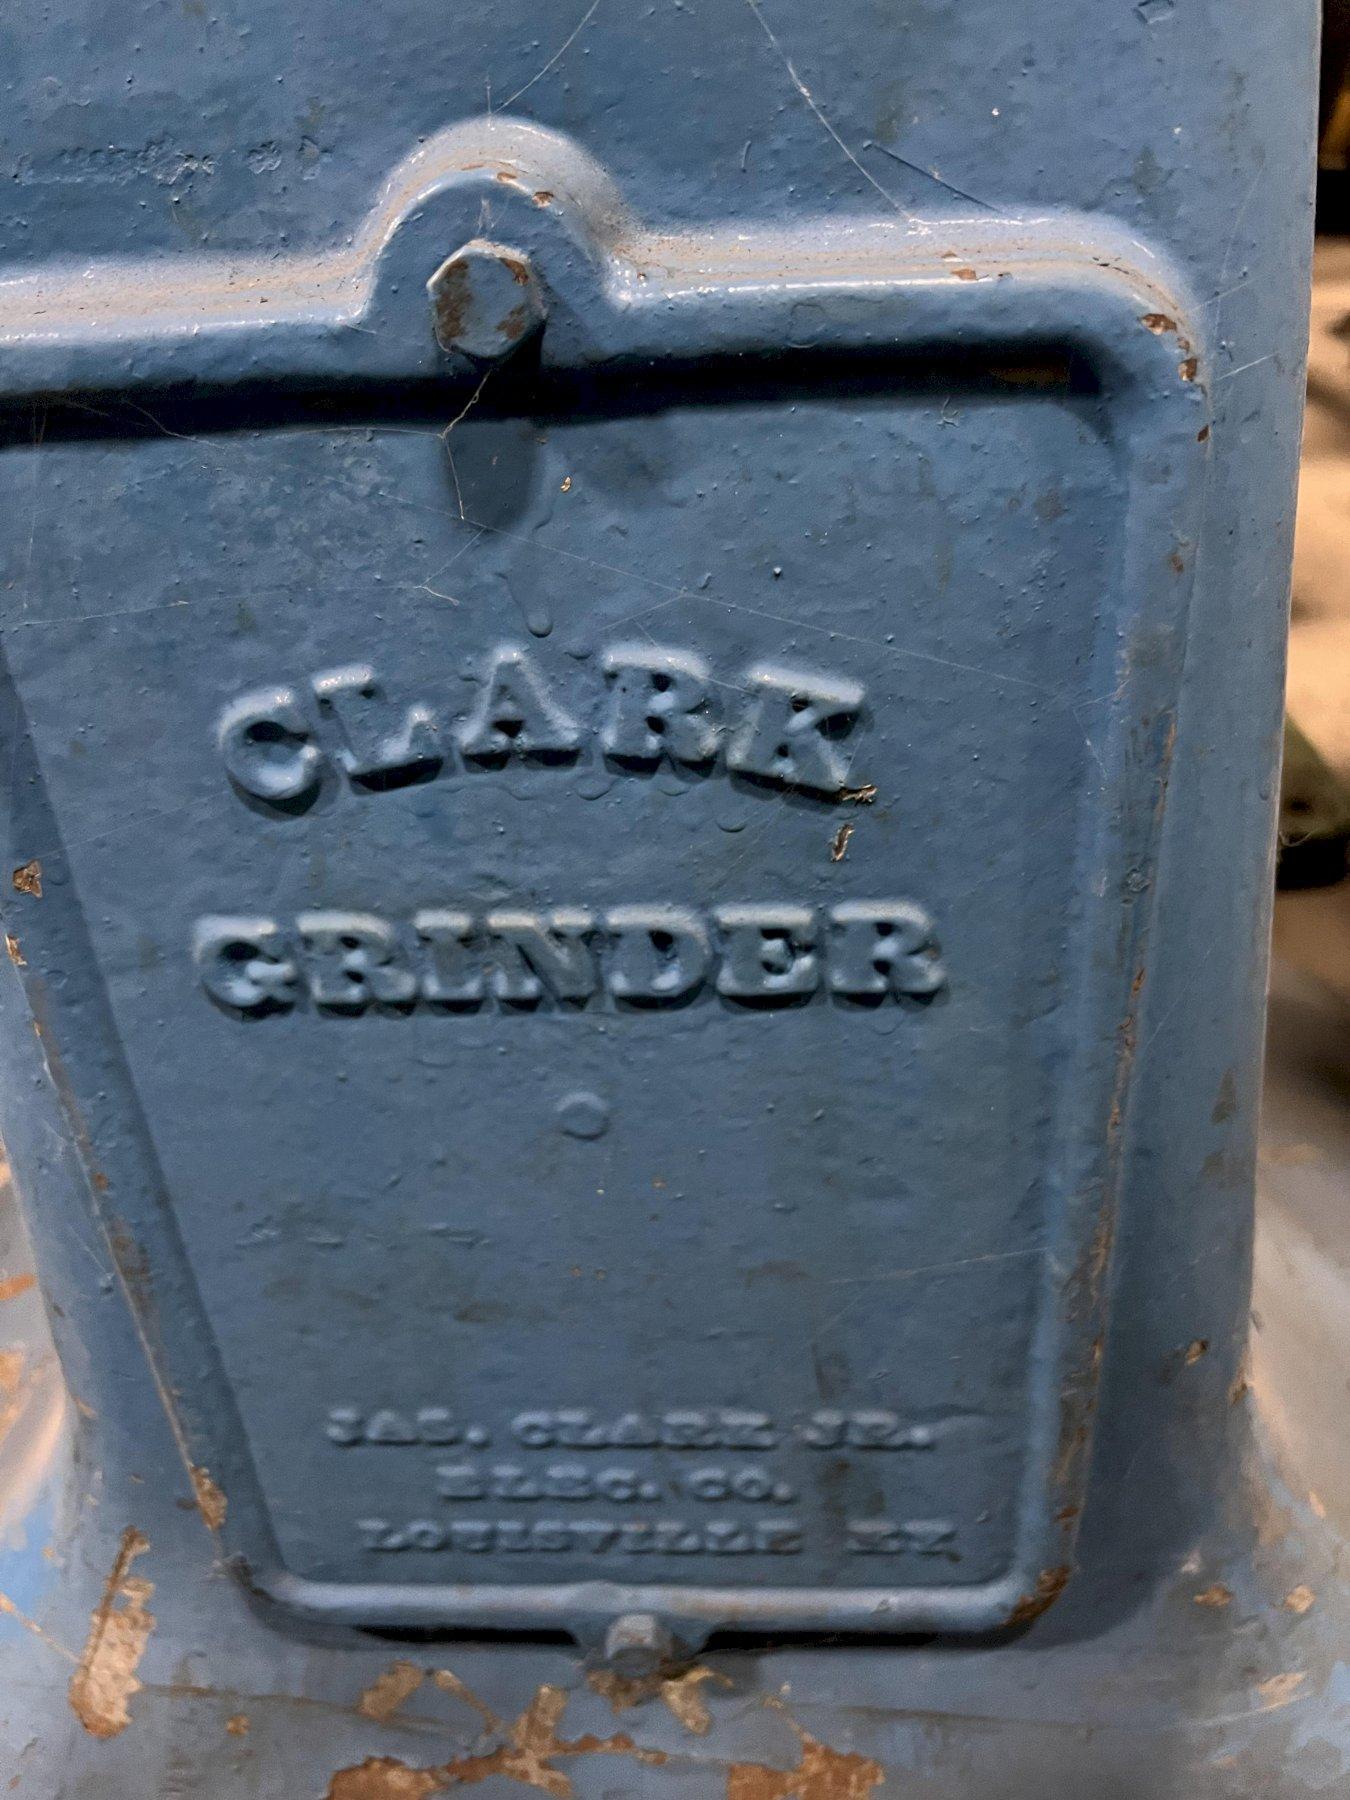 CLARK
GRINDER
JAS. CLARK JR.
ELEC. CO.
LOUISVILLE KY.